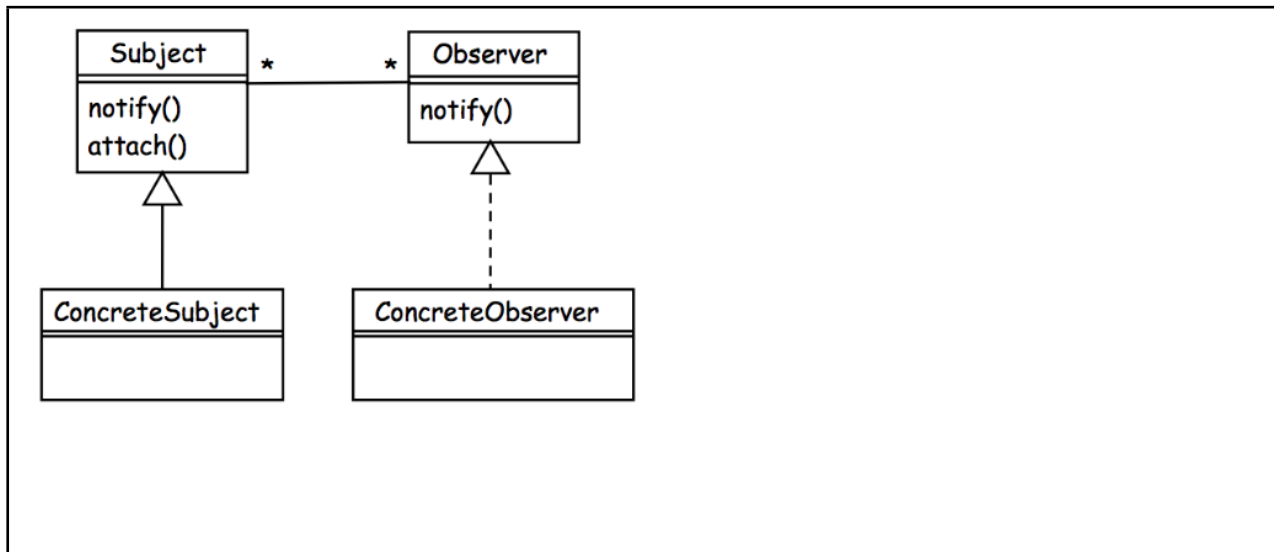 Subject
* *
Observer
notify()
attach()
notify()
ConcreteSubject
ConcreteObserver